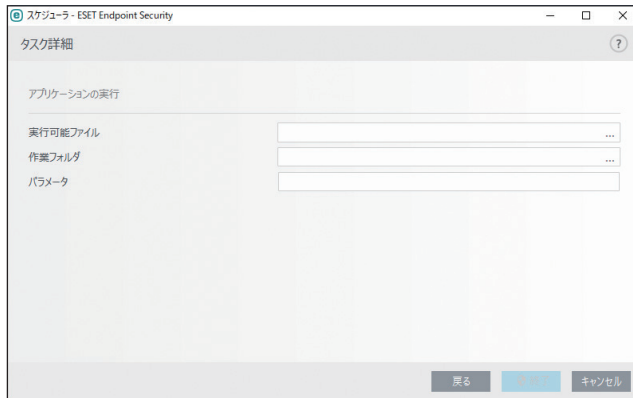 スケジューラ - ESET Endpoint Security
タスク詳細
?
アプリケーションの実行
実行可能ファイル
...
作業フォルダ
...
パラメータ
戻る
キャンセル